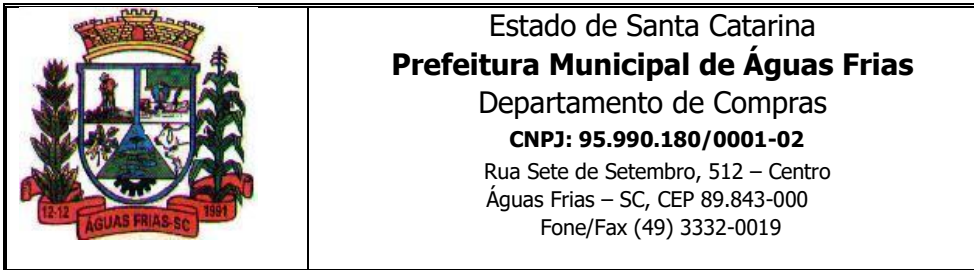 12-12
ÁGUAS FRIAS-SC
1991
Estado de Santa Catarina
Prefeitura Municipal de Águas Frias
Departamento de Compras
CNPJ: 95.990.180/0001-02
Rua Sete de Setembro, 512 – Centro
Águas Frias – SC, CEP 89.843-000
Fone/Fax (49) 3332-0019